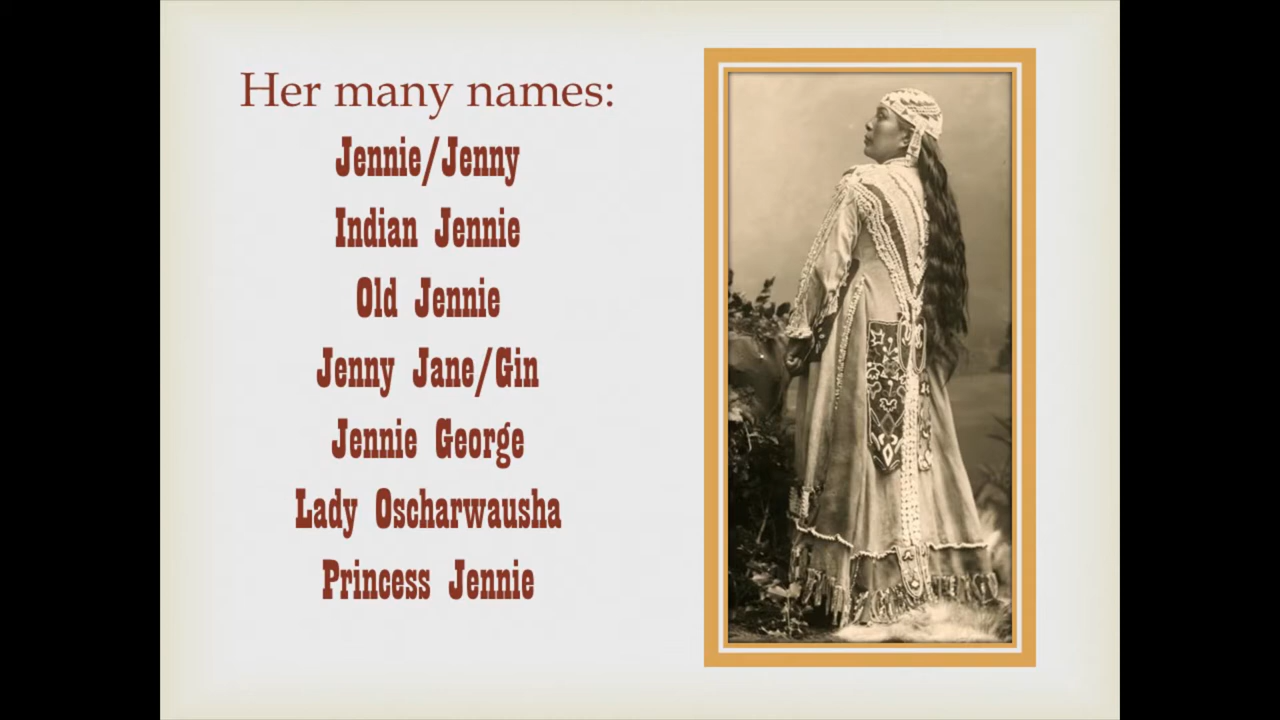 Her many names:
Jennie/Jenny
Indian Jennie
Old Jennie
Jenny Jane/Gin
Jennie George
Lady Oscharwausha
Princess Jennie